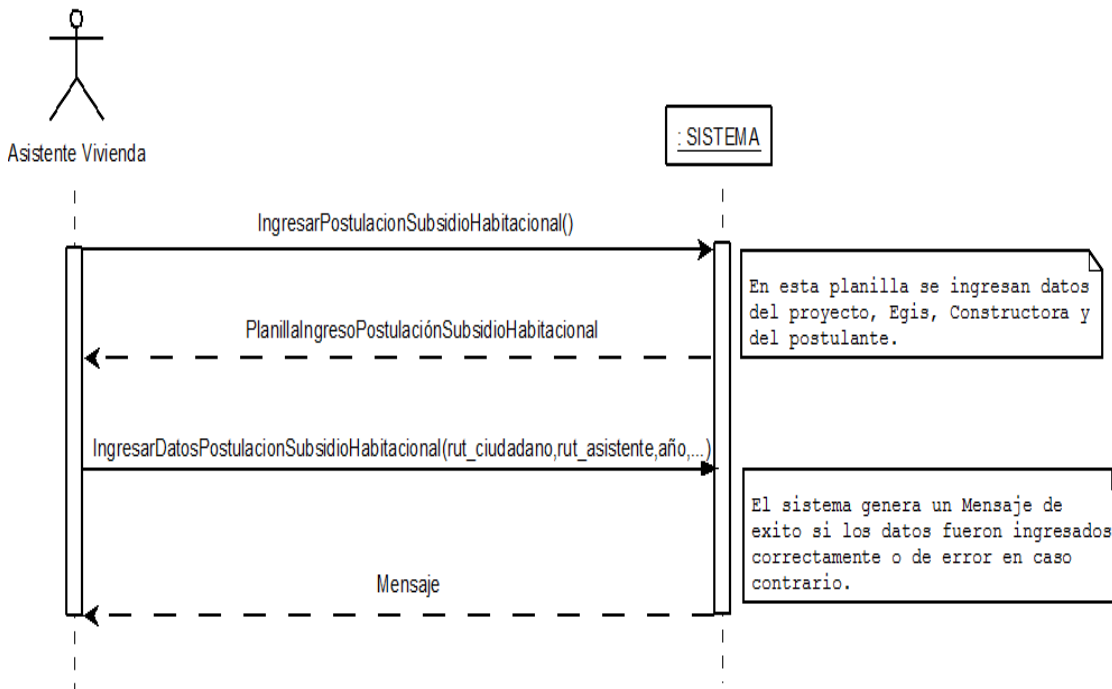 Asistente Vivienda
: SISTEMA
IngresarPostulacionSubsidioHabitacional()
En esta planilla se ingresan datos
del proyecto, Egis, Constructora y
del postulante.
PlanillaIngresoPostulaciónSubsidioHabitacional
IngresarDatosPostulacionSubsidioHabitacional(rut_ciudadano,rut_asistente,año,...)
El sistema genera un Mensaje de
exito si los datos fueron ingresados
correctamente o de error en caso
contrario.
Mensaje